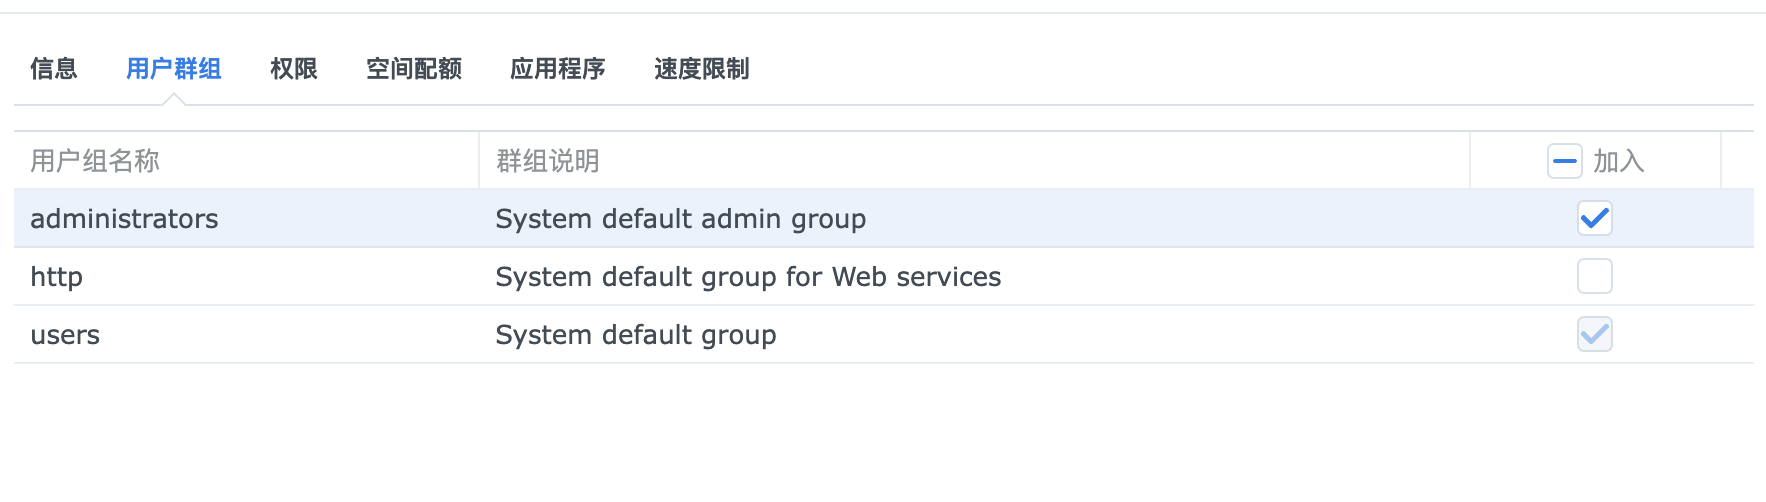 信息 用户群组 权限 空间配额 应用程序 速度限制
用户组名称 群组说明 加入
administrators System default admin group
http System default group for Web services
users System default group